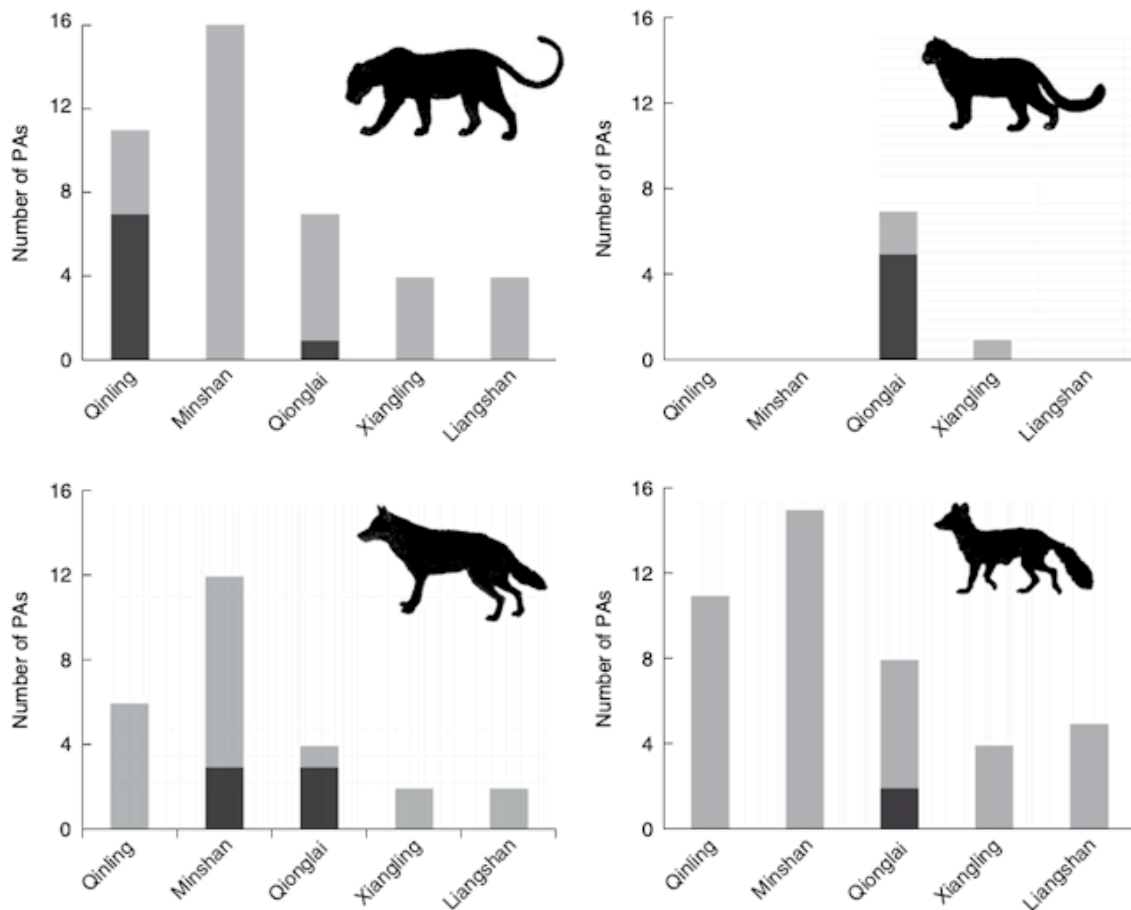 Number of PAs
16
12
8
4
0
Qinling
Minshan
Qionglai
Xiangling
Liangshan
Number of PAs
16
12
8
4
0
Qinling
Minshan
Qionglai
Xiangling
Liangshan
Number of PAs
16
12
8
4
0
Qinling
Minshan
Qionglai
Xiangling
Liangshan
Number of PAs
16
12
8
4
0
Qinling
Minshan
Qionglai
Xiangling
Liangshan